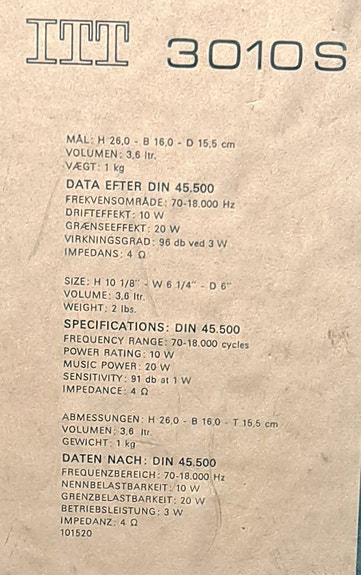 ITT 3010S
MÅL: H 26,0 - B 16,0 - D 15,5 cm
VOLUMEN: 3,6 ltr.
VÆGT: 1 kg
DATA EFTER DIN 45.500
FREKVENSOMRÅDE: 70-18.000 Hz
DRIFTEFFEKT: 10 W
GRÆNSEEFFEKT: 20 W
VIRKNINGSGRAD: 96 db ved 3 W
IMPEDANS: 4 Ω
SIZE: H 10 1/8" - W 6 1/4" - D 6"
VOLUME: 3,6 ltr.
WEIGHT: 2 lbs.
SPECIFICATIONS: DIN 45.500
FREQUENCY RANGE: 70-18.000 cycles
POWER RATING: 10 W
MUSIC POWER: 20 W
SENSITIVITY: 91 db at 1 W
IMPEDANCE: 4 Ω
ABMESSUNGEN: H 26,0 - B 16,0 - T 15,5 cm
VOLUMEN: 3,6 ltr.
GEWICHT: 1 kg
DATEN NACH: DIN 45.500
FREQUENZBEREICH: 70-18.000 Hz
NENNBELASTBARKEIT: 10 W
GRENZBELASTBARKEIT: 20 W
BETRIEBSLEISTUNG: 3 W
IMPEDANZ: 4 Ω
101520